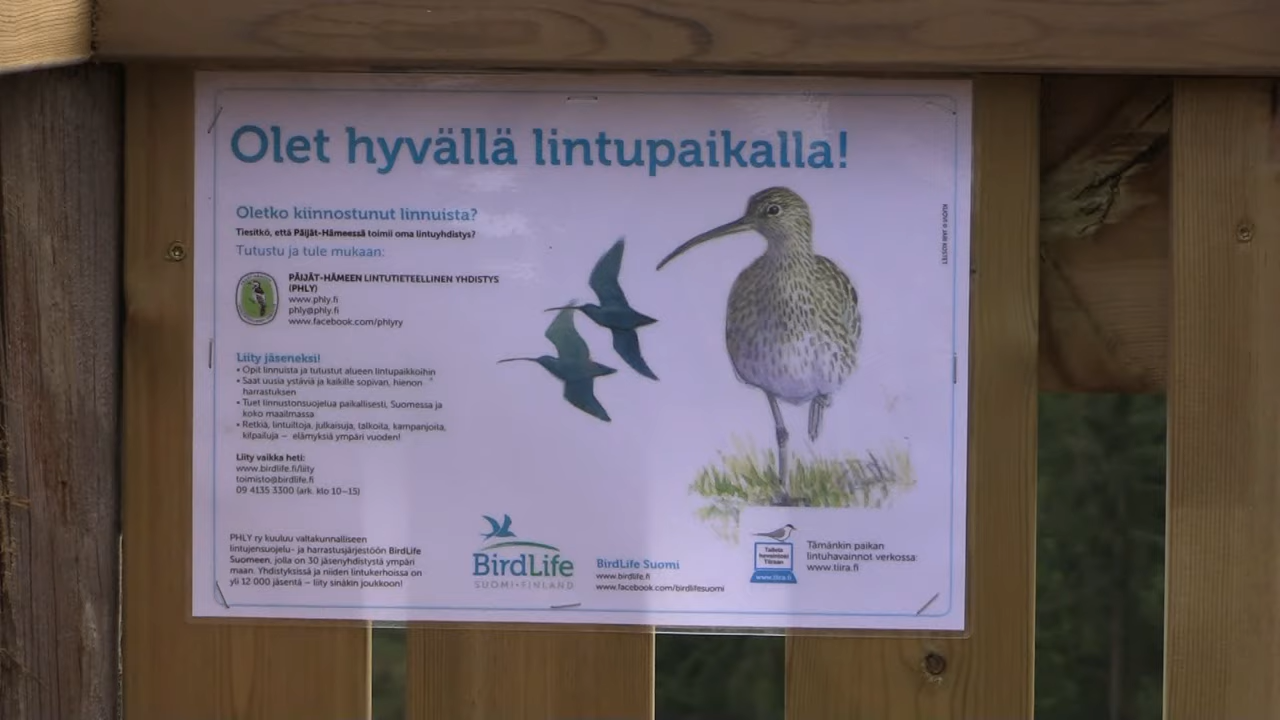 Olet hyvällä lintupaikalla!
Oletko kiinnostunut linnuista?
Tiesitkö, että Päijät-Hämeessä toimii oma lintuyhdistys?
Tutustu ja tule mukaan:
PÄIJÄT-HÄMEEN LINTUTIETEELLINEN YHDISTYS
(PHLY)
www.phly.fi
phly@phly.fi
www.facebook.com/phlyry
Liity jäseneksi!
• Opit linnuista ja tutustut alueen lintupaikkoihin
• Saat uusia ystäviä ja kaikille sopivan, hienon
harrastuksen
• Tuet linnustonsuojelua paikallisesti, Suomessa ja
koko maailmassa
• Retkiä, lintuiltoja, julkaisuja, talkoita, kampanjoita,
kilpailuja – elämyksiä ympäri vuoden!
Liity vaikka heti:
www.birdlife.fi/liity
toimisto@birdlife.fi
09 4135 3300 (ark. klo 10–15)
PHLY ry kuuluu valtakunnalliseen
lintujensuojelu- ja harrastusjärjestöön BirdLife
Suomeen, jolla on 30 jäsenyhdistystä ympäri
maan. Yhdistyksissä ja niiden lintukerhoissa on
yli 12 000 jäsentä – liity sinäkin joukkoon!
BirdLife
SUOMI•FINLAND
BirdLife Suomi
www.birdlife.fi
www.facebook.com/birdlifesuomi
Talleta
havaintosi
Tiiraan
www.tiira.fi
Tämänkin paikan
lintuhavainnot verkossa:
www.tiira.fi